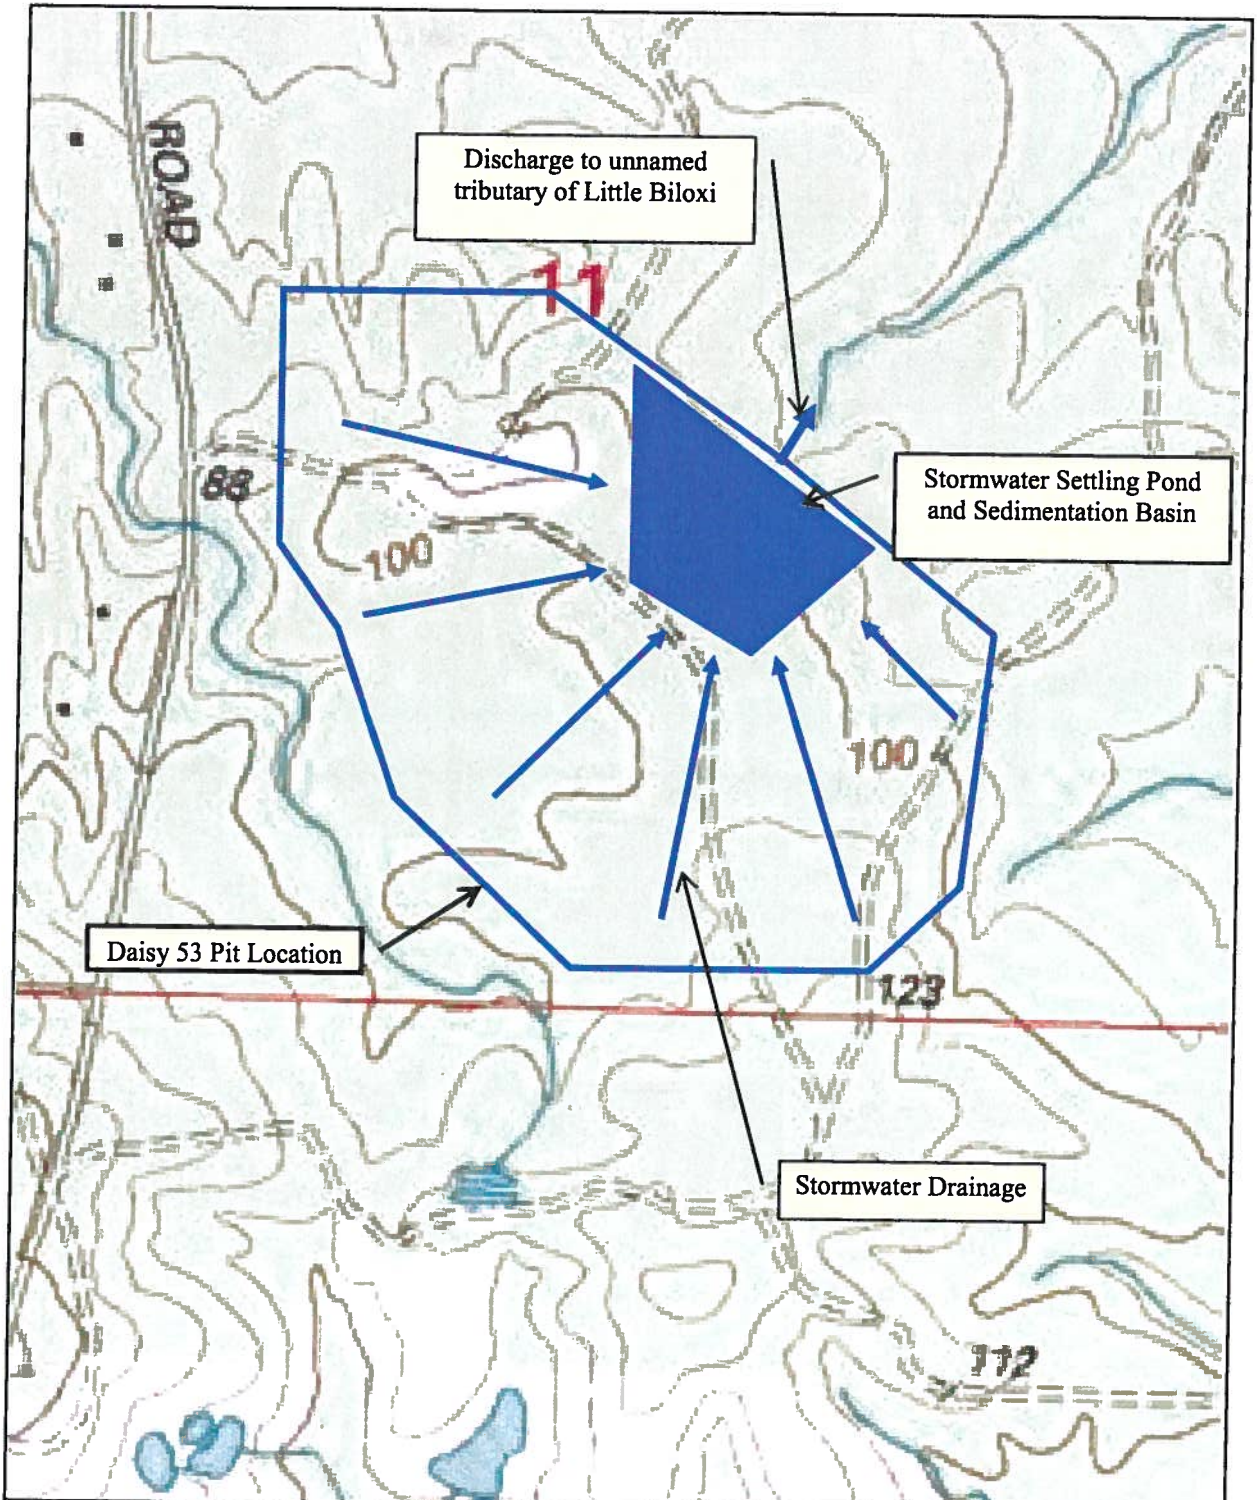 ROAD
Discharge to unnamed
tributary of Little Biloxi
11
88
Stormwater Settling Pond
and Sedimentation Basin
100
100
Daisy 53 Pit Location
123
Stormwater Drainage
112